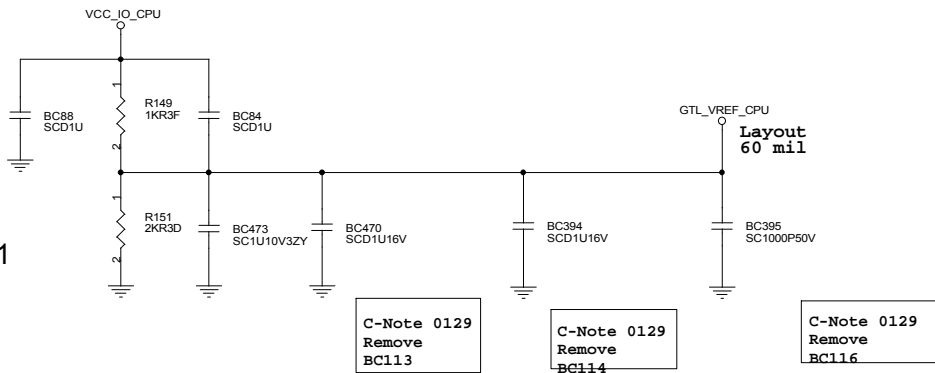 VCC_IO_CPU
1
BC88
SCD1U
R149
1KR3F
2
BC84
SCD1U
GTL_VREF_CPU
Layout
60 mil
1
R151
2KR3D
2
BC473
SC1U10V3ZY
BC470
SCD1U16V
BC394
SCD1U16V
BC395
SC1000P50V
1
C-Note 0129
Remove
BC113
C-Note 0129
Remove
BC114
C-Note 0129
Remove
BC116